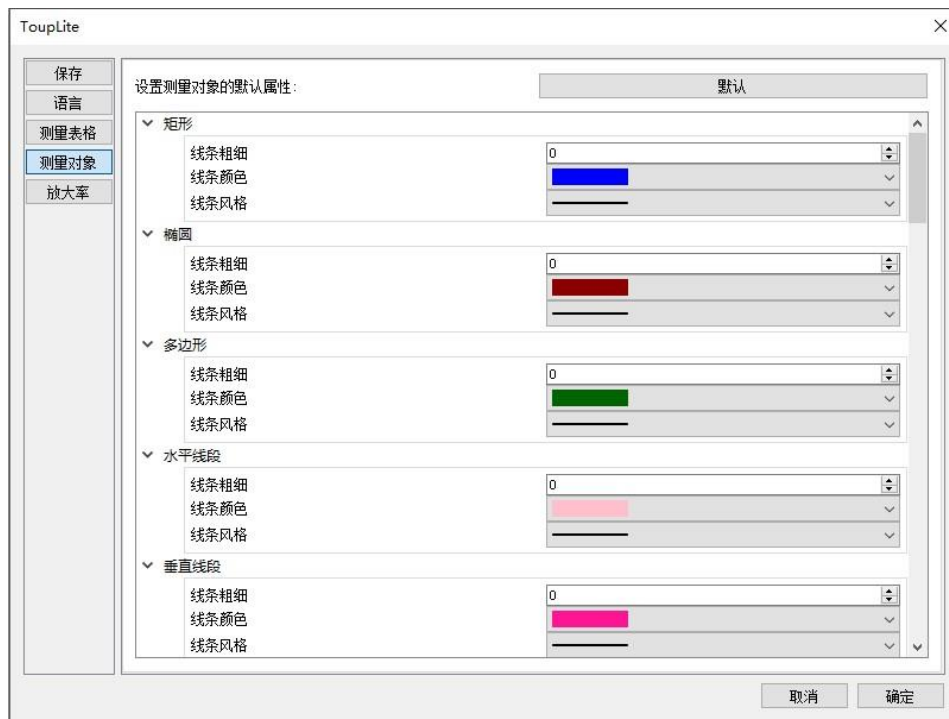 ToupLite
保存
语言
测量表格
测量对象
放大率
设置测量对象的默认属性:
默认
矩形
线条粗细 0
线条颜色
线条风格
椭圆
线条粗细 0
线条颜色
线条风格
多边形
线条粗细 0
线条颜色
线条风格
水平线段
线条粗细 0
线条颜色
线条风格
垂直线段
线条粗细 0
线条颜色
线条风格
取消
确定